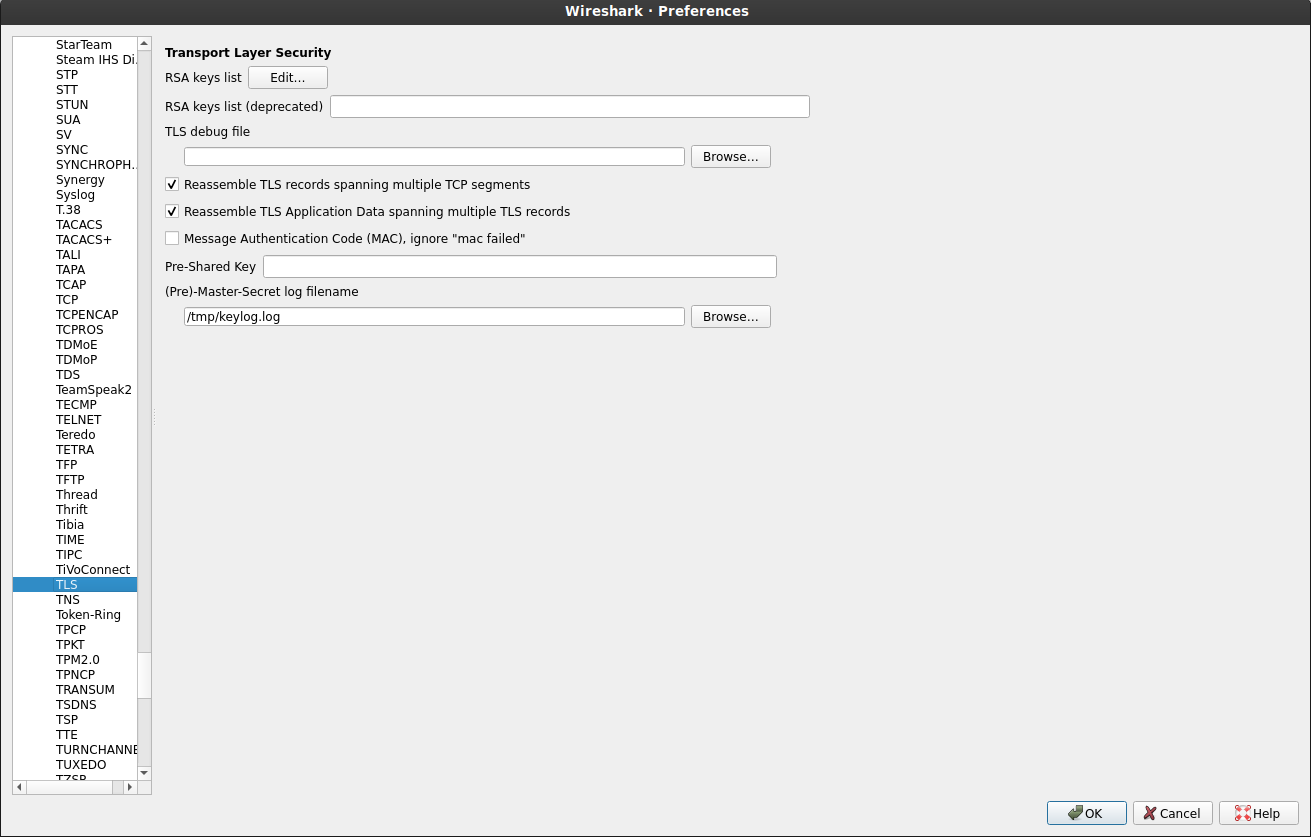 Wireshark · Preferences
StarTeam
Steam IHS Di.
STP
STT
STUN
SUA
SV
SYNC
SYNCHROPH..
Synergy
Syslog
T.38
TACACS
TACACS+
TALI
TAPA
TCAP
TCP
TCPENCAP
TCPROS
TDMoE
TDMoP
TDS
TeamSpeak2
TECMP
TELNET
Teredo
TETRA
TFP
TFTP
Thread
Thrift
Tibia
TIME
TIPC
TiVoConnect
TLS
TNS
Token-Ring
TPCP
TPKT
TPM2.0
TPNCP
TRANSUM
TSDNS
TSP
TTE
TURNCHANNE
TUXEDO
TZSP
Transport Layer Security
RSA keys list Edit…
RSA keys list (deprecated)
TLS debug file
Browse…
Reassemble TLS records spanning multiple TCP segments
Reassemble TLS Application Data spanning multiple TLS records
Message Authentication Code (MAC), ignore "mac failed"
Pre-Shared Key
(Pre)-Master-Secret log filename
/tmp/keylog.log Browse…
OK Cancel Help